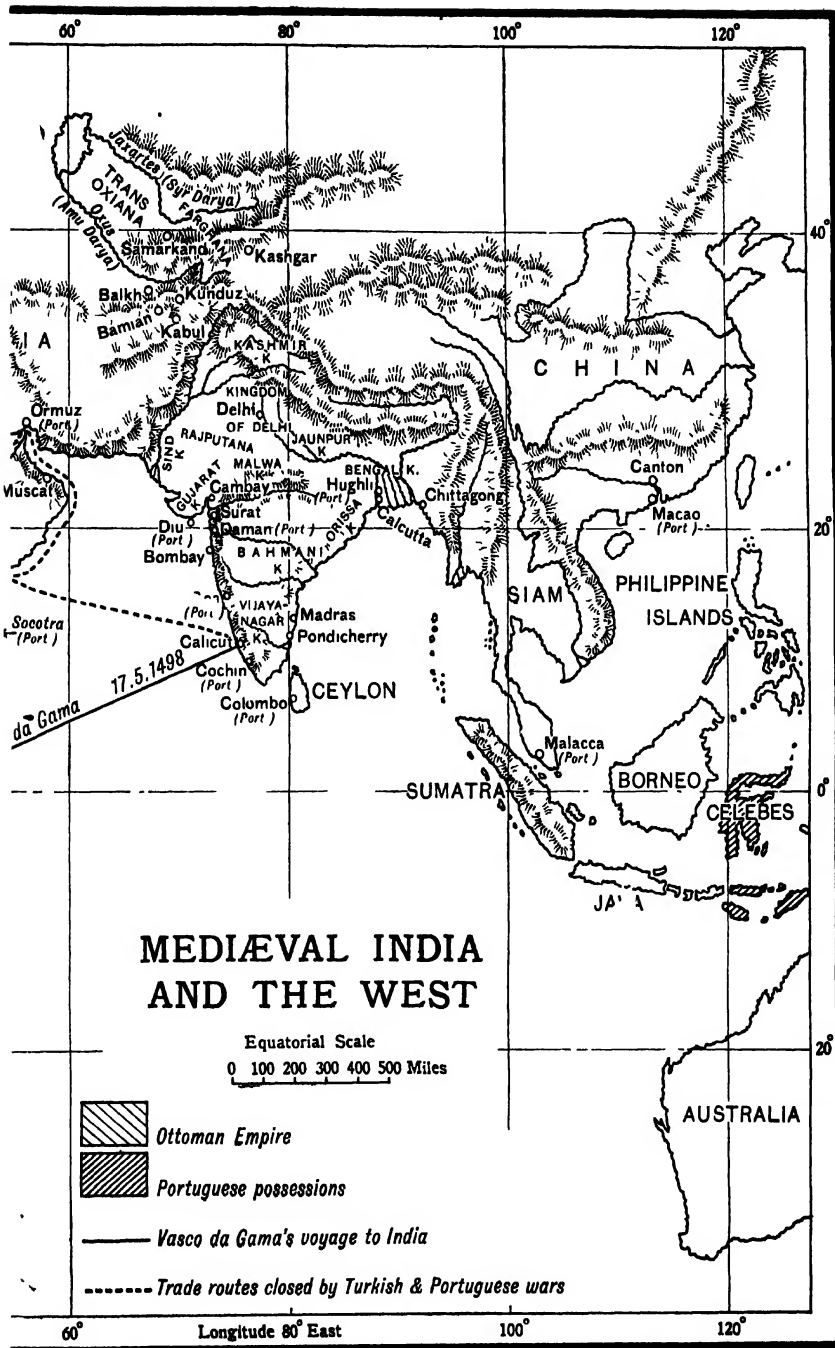 60°
80°
100°
120°
Jaxartes (Syr Darya)
TRANS
OXIANA
Oxus
(Amu Darya)
FARGHANA
40°
Samarkand
Kashgar
Balkh
Kunduz
Bamian
Kabul
IA
KASHMIR
K
CHINA
KINGDOM
Delhi
OF DELHI
Ormuz
(Port)
SIND
K
RAJPUTANA
JAUNPUR
K
MALWA
K
BENGAL K.
Canton
Muscat
GUJARAT
K
Cambay
Hughli
(Port)
Chittagong
Surat
Calcutta
Macao
(Port)
20°
Diu
(Port)
Daman (Port)
ORISSA
K
Bombay
BAHMANI
K
SIAM
PHILIPPINE
ISLANDS
Socotra
(Port)
(Port)
VIJAYA-
NAGAR
K.
Madras
Calicut
Pondicherry
da Gama 17.5.1498
Cochin
(Port)
CEYLON
Colombo
(Port)
Malacca
(Port)
SUMATRA
BORNEO
0°
CELEBES
MEDIÆVAL INDIA
AND THE WEST
Equatorial Scale
0 100 200 300 400 500 Miles
20°
AUSTRALIA
Ottoman Empire
Portuguese possessions
Vasco da Gama's voyage to India
Trade routes closed by Turkish & Portuguese wars
60°
Longitude 80° East
100°
120°